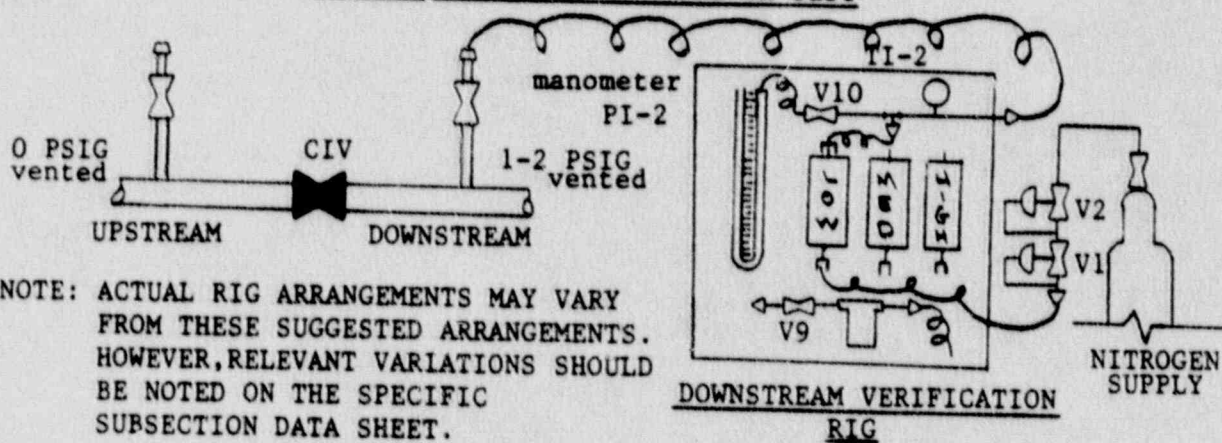 TI-2
manometer
PI-2
V10
0 PSIG
vented
CIV
1-2 PSIG
vented
LOW
MED
HIGH
V2
V1
UPSTREAM
DOWNSTREAM
NOTE: ACTUAL RIG ARRANGEMENTS MAY VARY
FROM THESE SUGGESTED ARRANGEMENTS.
HOWEVER, RELEVANT VARIATIONS SHOULD
BE NOTED ON THE SPECIFIC
SUBSECTION DATA SHEET.
V9
NITROGEN
SUPPLY
DOWNSTREAM VERIFICATION
RIG